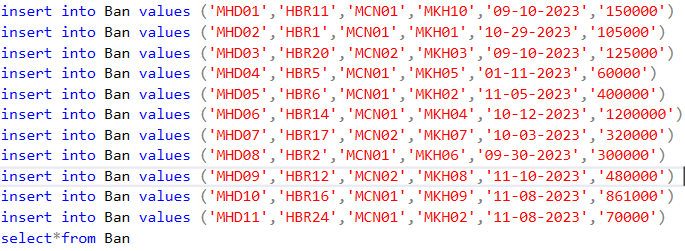 insert into Ban values ('MHD01','HBR11','MCN01','MKH10','09-10-2023','150000')
insert into Ban values ('MHD02','HBR1','MCN01','MKH01','10-29-2023','105000')
insert into Ban values ('MHD03','HBR20','MCN02','MKH03','09-10-2023','125000')
insert into Ban values ('MHD04','HBR5','MCN01','MKH05','01-11-2023','60000')
insert into Ban values ('MHD05','HBR6','MCN01','MKH02','11-05-2023','400000')
insert into Ban values ('MHD06','HBR14','MCN01','MKH04','10-12-2023','1200000')
insert into Ban values ('MHD07','HBR17','MCN02','MKH07','10-03-2023','320000')
insert into Ban values ('MHD08','HBR2','MCN01','MKH06','09-30-2023','300000')
insert into Ban values ('MHD09','HBR12','MCN02','MKH08','11-10-2023','480000')
insert into Ban values ('MHD10','HBR16','MCN01','MKH09','11-08-2023','861000')
insert into Ban values ('MHD11','HBR24','MCN01','MKH02','11-08-2023','70000')
select*from Ban